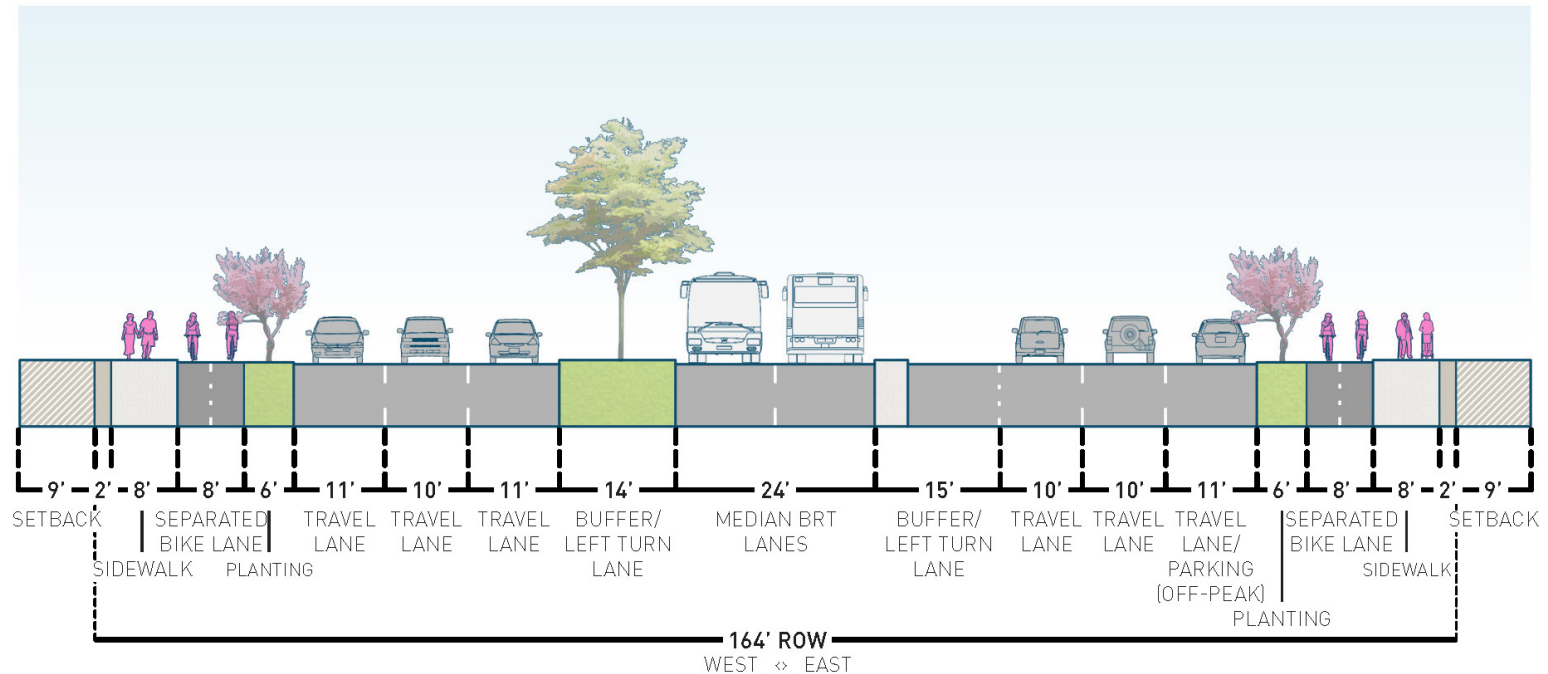 9' 2' 8' 8' 6' 11' 10' 11' 14' 24' 15' 10' 10' 11' 6' 8' 8' 2' 9'
SETBACK
SIDEWALK
SEPARATED
BIKE LANE
PLANTING
TRAVEL
LANE
TRAVEL
LANE
TRAVEL
LANE
BUFFER/
LEFT TURN
LANE
MEDIAN BRT
LANES
BUFFER/
LEFT TURN
LANE
TRAVEL
LANE
TRAVEL
LANE
TRAVEL
LANE/
PARKING
(OFF-PEAK)
PLANTING
SEPARATED
BIKE LANE
SIDEWALK
SETBACK
164' ROW
WEST <> EAST